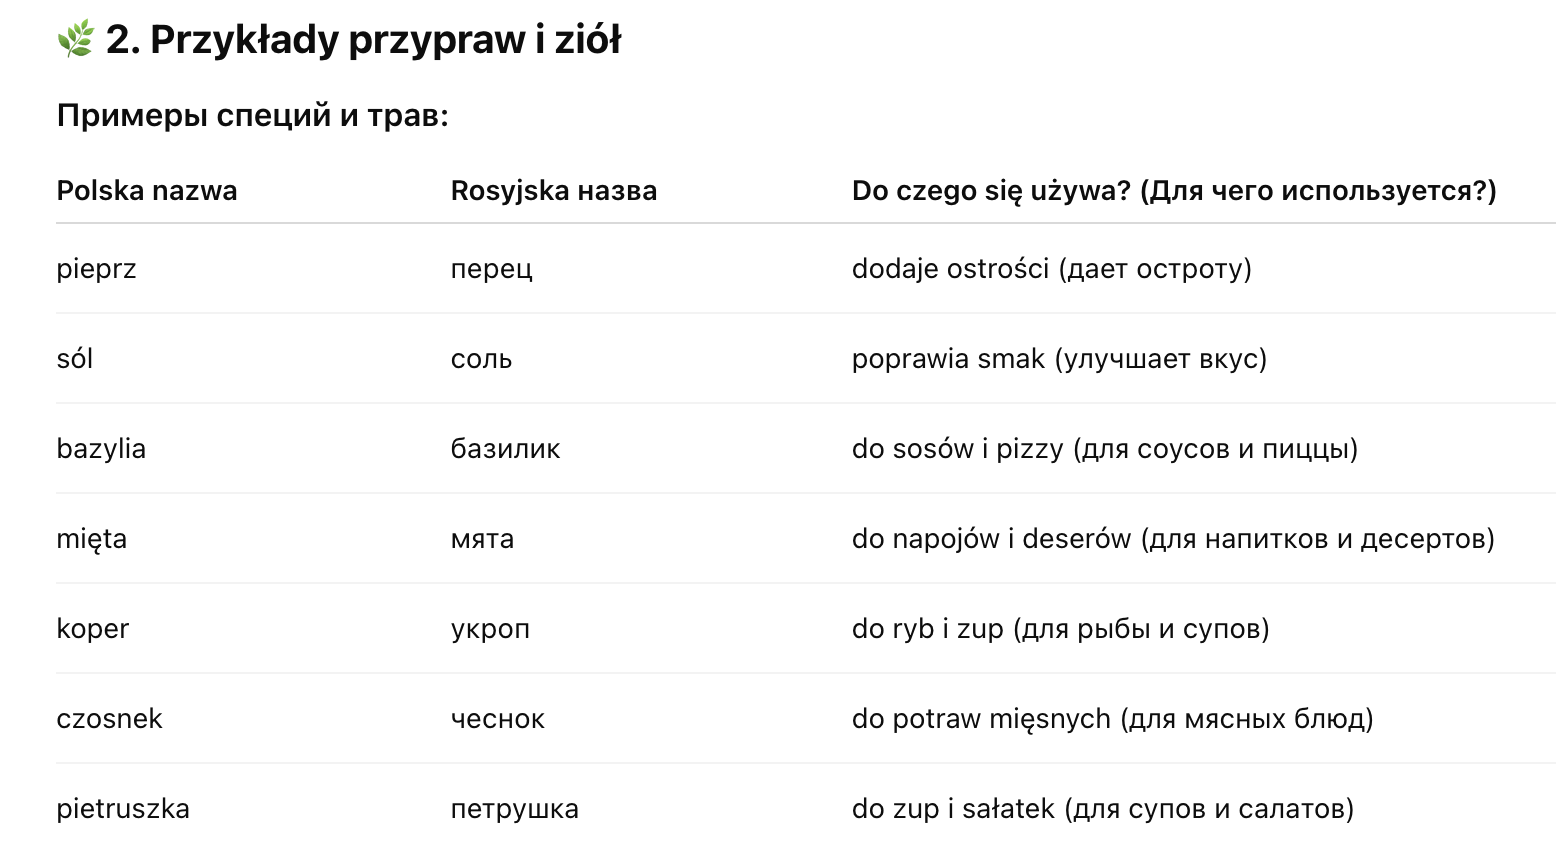 🌿 2. Przykłady przypraw i ziół
Примеры специй и трав:
Polska nazwa Rosyjska назва Do czego się używa? (Для чего используется?)
pieprz перец dodaje ostrości (дает остроту)
sól соль poprawia smak (улучшает вкус)
bazylia базилик do sosów i pizzy (для соусов и пиццы)
mięta мята do napojów i deserów (для напитков и десертов)
koper укроп do ryb i zup (для рыбы и супов)
czosnek чеснок do potraw mięsnych (для мясных блюд)
pietruszka петрушка do zup i sałatek (для супов и салатов)